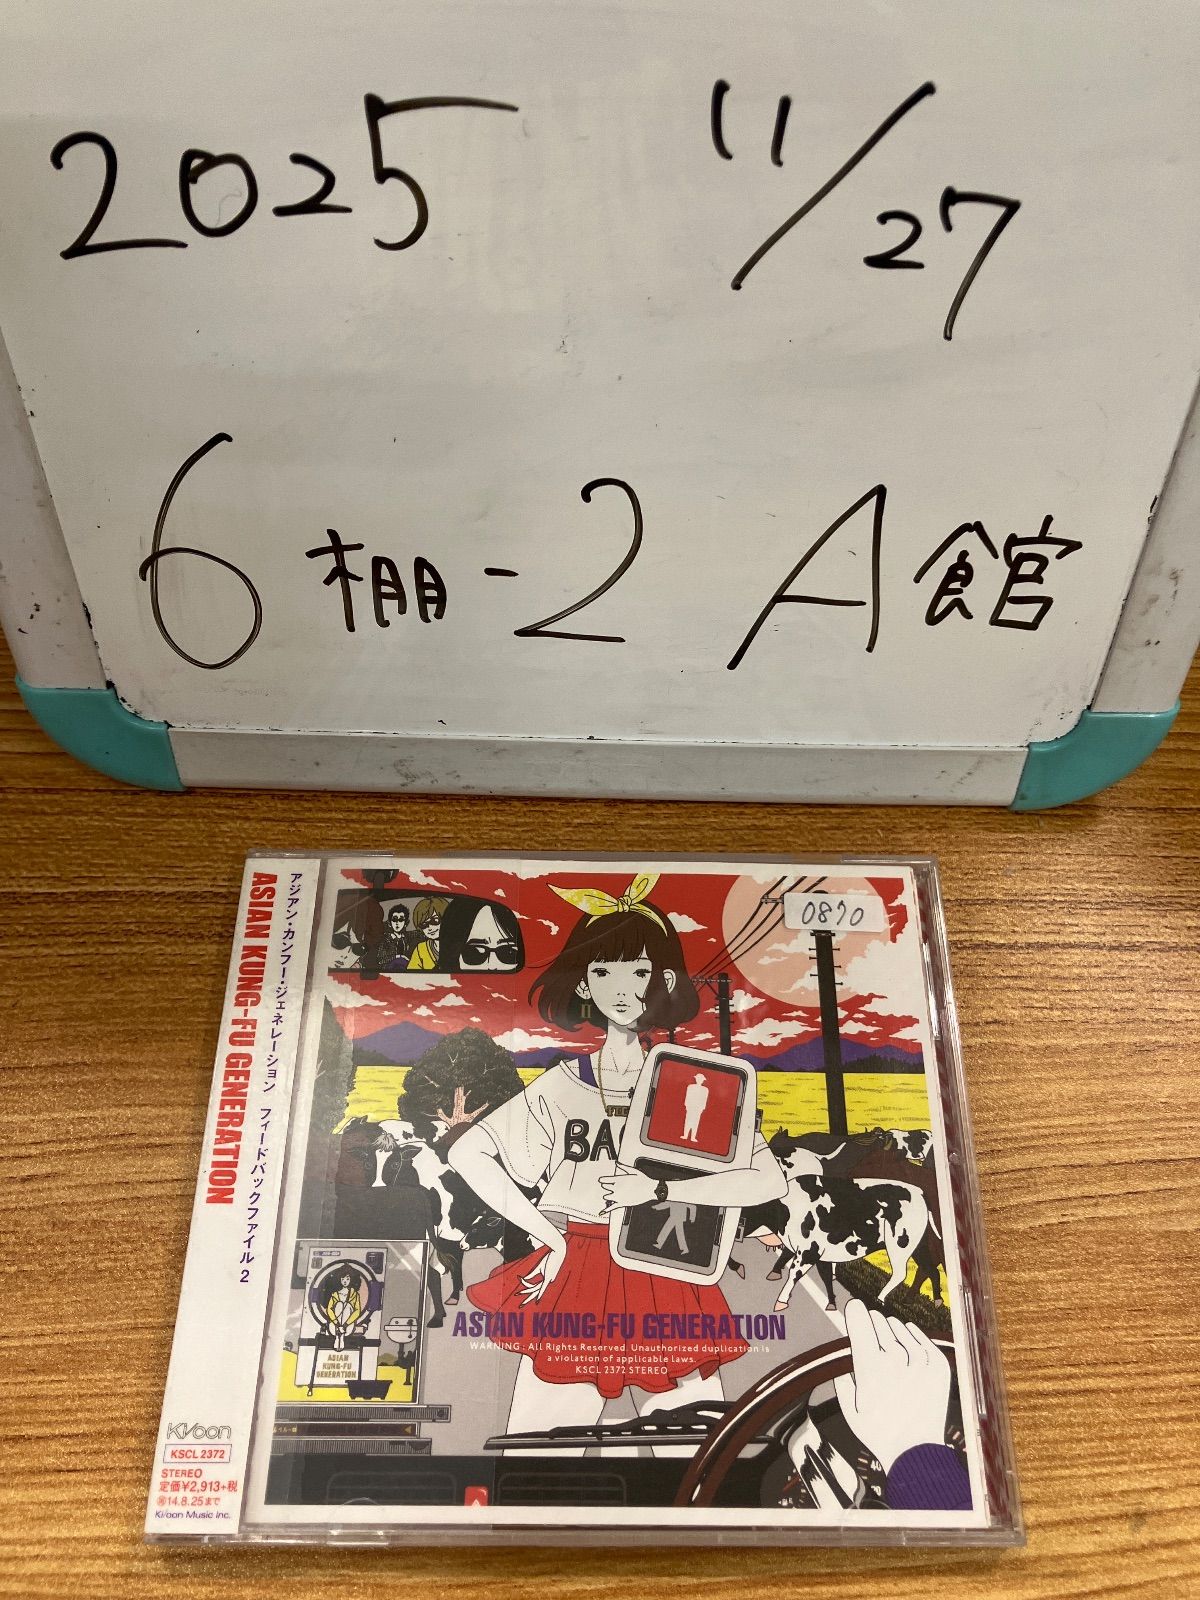 2025 11/27
6棚-2 A館
アジアン・カンフー・ジェネレーション フィードバックファイル2
ASIAN KUNG-FU GENERATION
Ki/oon
KSCL 2372
STEREO
定価¥2,913+税
14.8.25まで
Ki/oon Music Inc.
0870
BA
ASIAN KUNG-FU GENERATION
WARNING : All Rights Reserved. Unauthorized duplication is
a violation of applicable laws.
KSCL 2372 STEREO
ASIAN
KUNG-FU
GENERATION